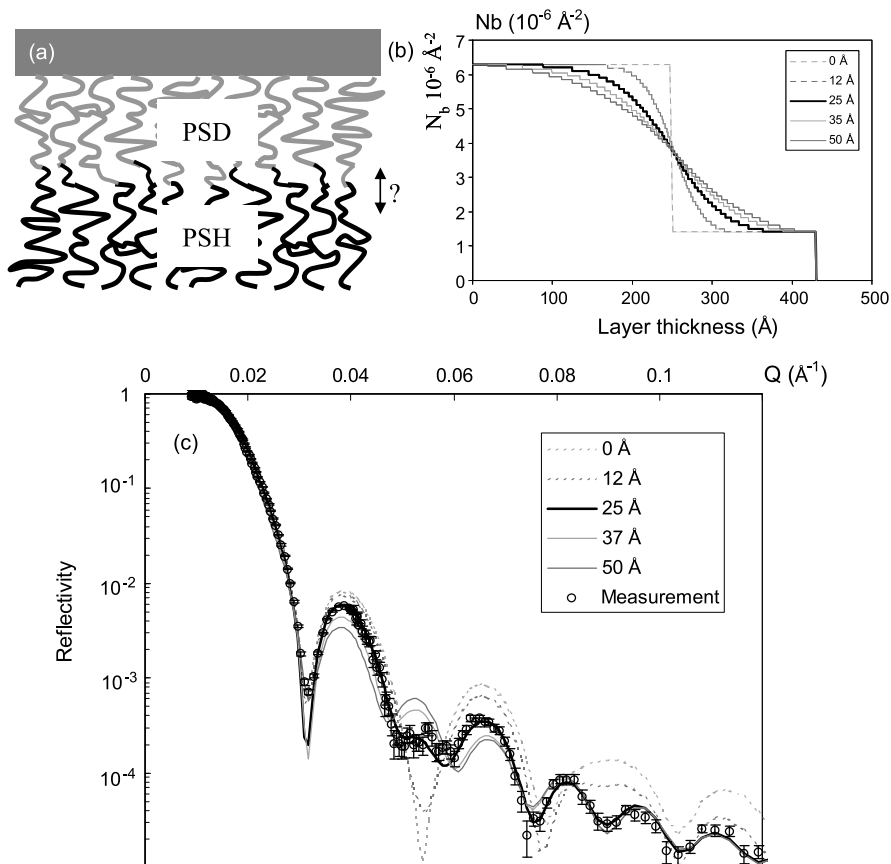 (a)
PSD
?
PSH
(b)
Nb (10-6 Å-2)
N_b 10-6 Å-2
7
6
5
4
3
2
1
0
0 100 200 300 400 500
Layer thickness (Å)
0 Å
12 Å
25 Å
35 Å
50 Å
0 0.02 0.04 0.06 0.08 0.1 Q (Å-1)
1
10-1
10-2
10-3
10-4
Reflectivity
(c)
0 Å
12 Å
25 Å
37 Å
50 Å
Measurement